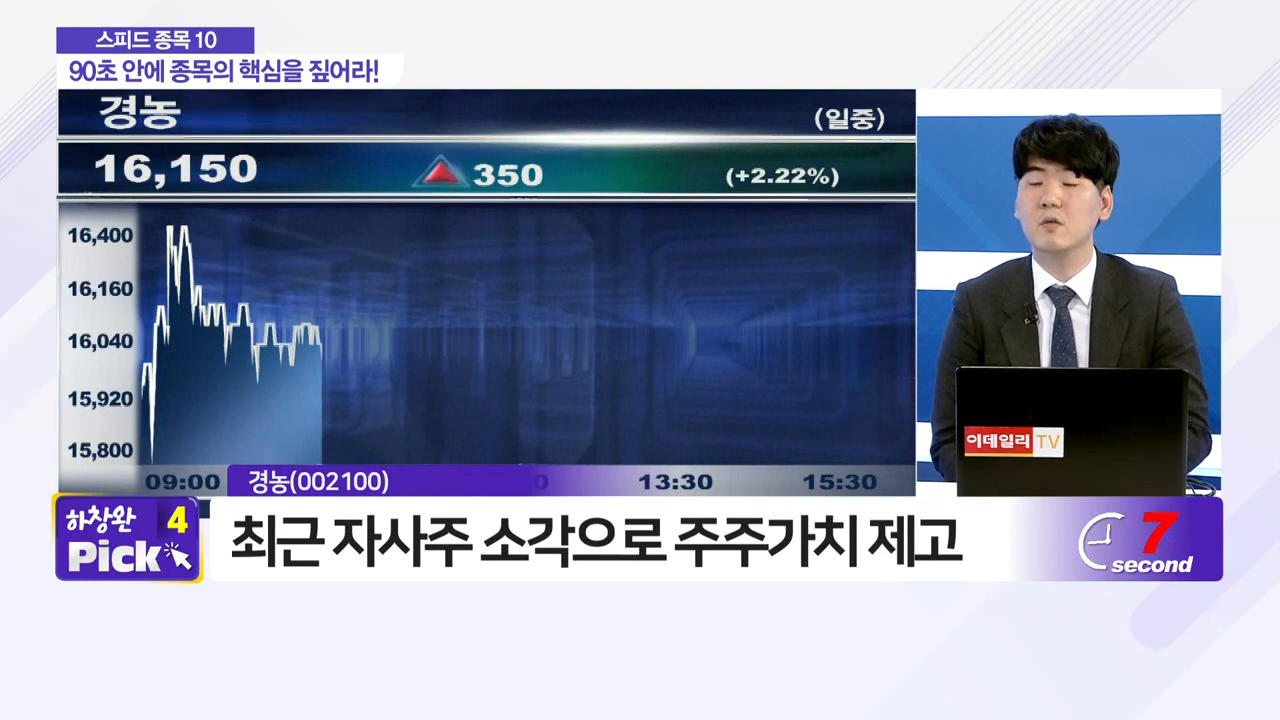 스피드 종목 10
90초 안에 종목의 핵심을 짚어라!
경농
(일중)
16,150
350
(+2.22%)
16,400
16,160
16,040
15,920
15,800
09:00
0
13:30
15:30
이데일리 TV
경농(002100)
하창완
4
Pick
최근 자사주 소각으로 주주가치 제고
7
second